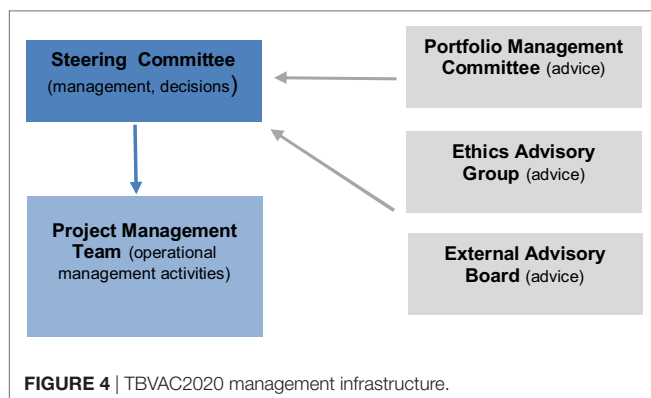 Steering Committee
(management, decisions)
Portfolio Management
Committee (advice)
Ethics Advisory
Group (advice)
Project Management
Team (operational
management activities)
External Advisory
Board (advice)
FIGURE 4 | TBVAC2020 management infrastructure.